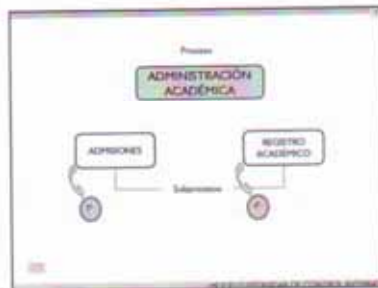 Proceso
ADMINISTRACIÓN
ACADÉMICA
ADMISIONES
REGISTRO
ACADÉMICO
Subprocesos